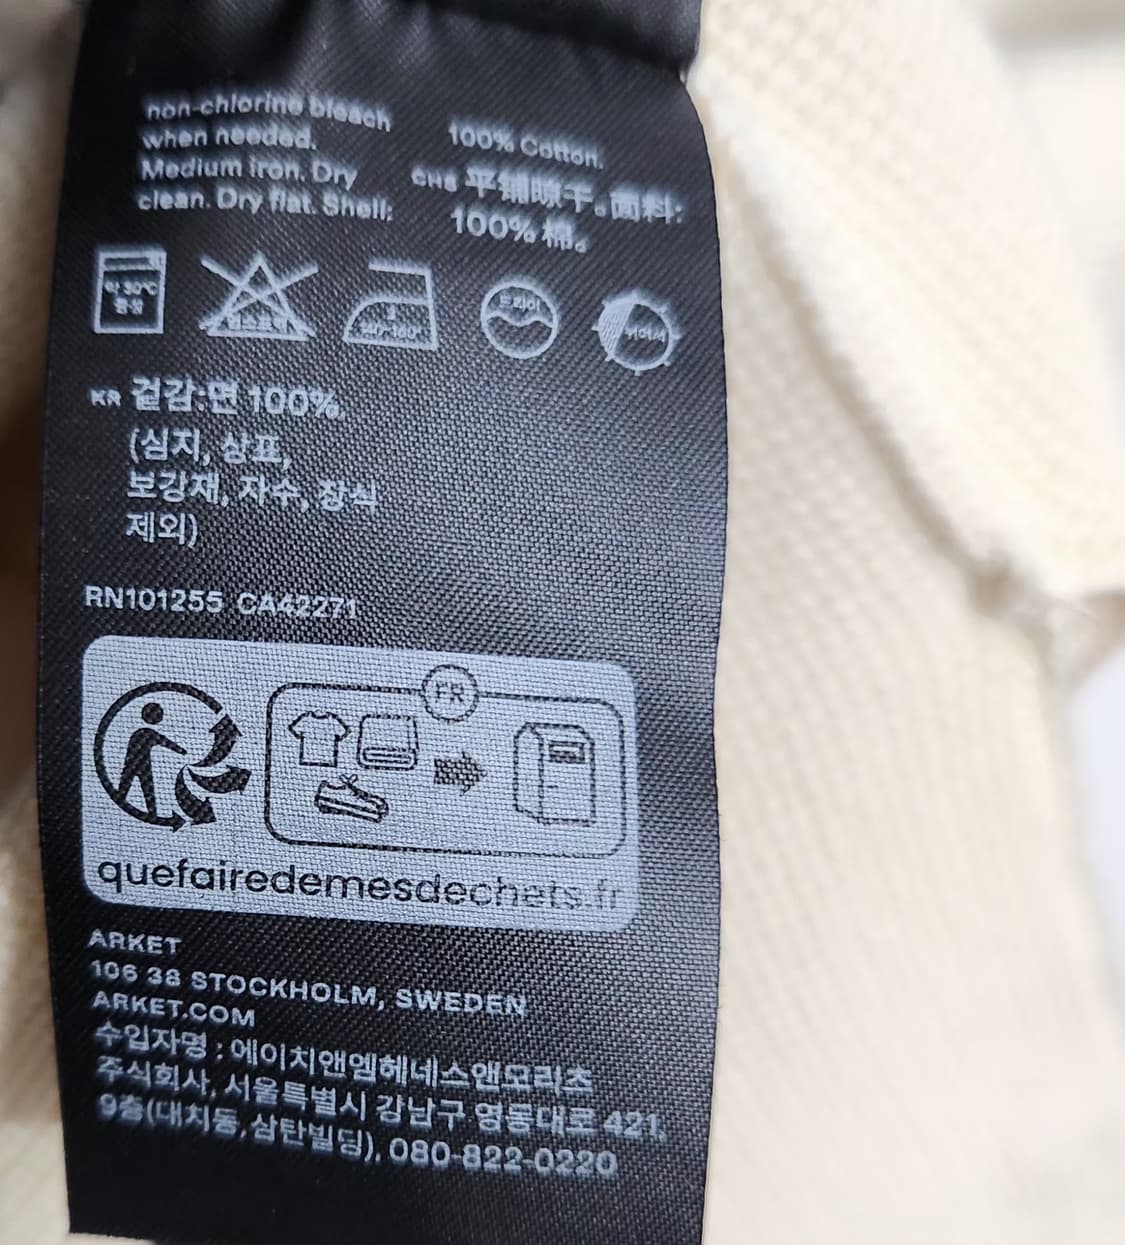 non-chlorine bleach
when needed.
Medium iron. Dry
clean. Dry flat. Shell:
100% Cotton.
CHS 平铺晾干。面料:
100% 棉。
약 30°C
드라이
KR 겉감:면 100%
(심지, 상표,
보강재, 자수, 장식
제외)
RN101255 CA42271
FR
quefairedemesdechets.fr
ARKET
106 38 STOCKHOLM, SWEDEN
ARKET.COM
수입자명 : 에이치앤엠헤네스앤모리츠
주식회사, 서울특별시 강남구 영동대로 421,
9층(대치동,삼탄빌딩), 080-822-0220